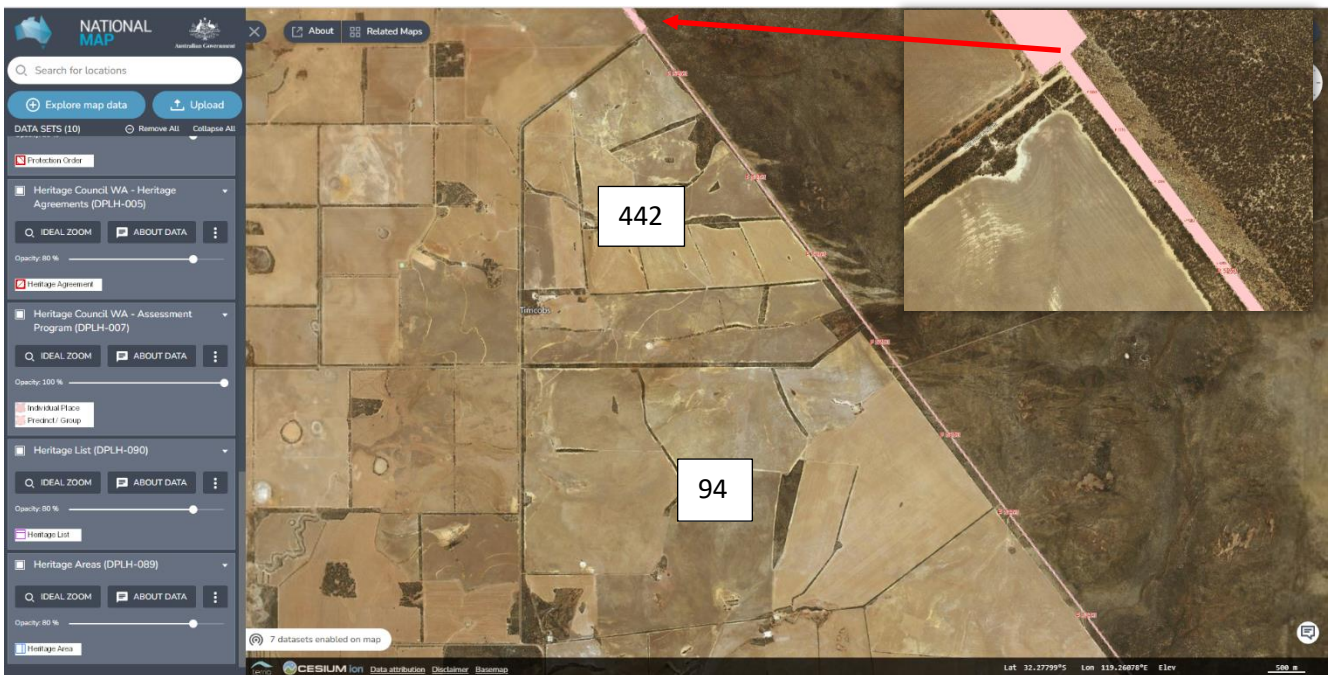 NATIONAL
MAP
Australian Government
Search for locations
Explore map data
Upload
DATA SETS (10)
Remove All
Collapse All
Protection Order
Heritage Council WA - Heritage
Agreements (DPLH-005)
IDEAL ZOOM
ABOUT DATA
Opacity: 80 %
Heritage Agreement
Heritage Council WA - Assessment
Program (DPLH-007)
IDEAL ZOOM
ABOUT DATA
Opacity: 100 %
Individual Place
Precinct / Group
Heritage List (DPLH-090)
IDEAL ZOOM
ABOUT DATA
Opacity: 80 %
Heritage List
Heritage Areas (DPLH-089)
IDEAL ZOOM
ABOUT DATA
Opacity: 80 %
Heritage Area
About
Related Maps
442
94
7 datasets enabled on map
CESIUM ion Data attribution Disclaimer Basemap
Lat 32.27799°S Lon 119.26078°E Elev
500 m